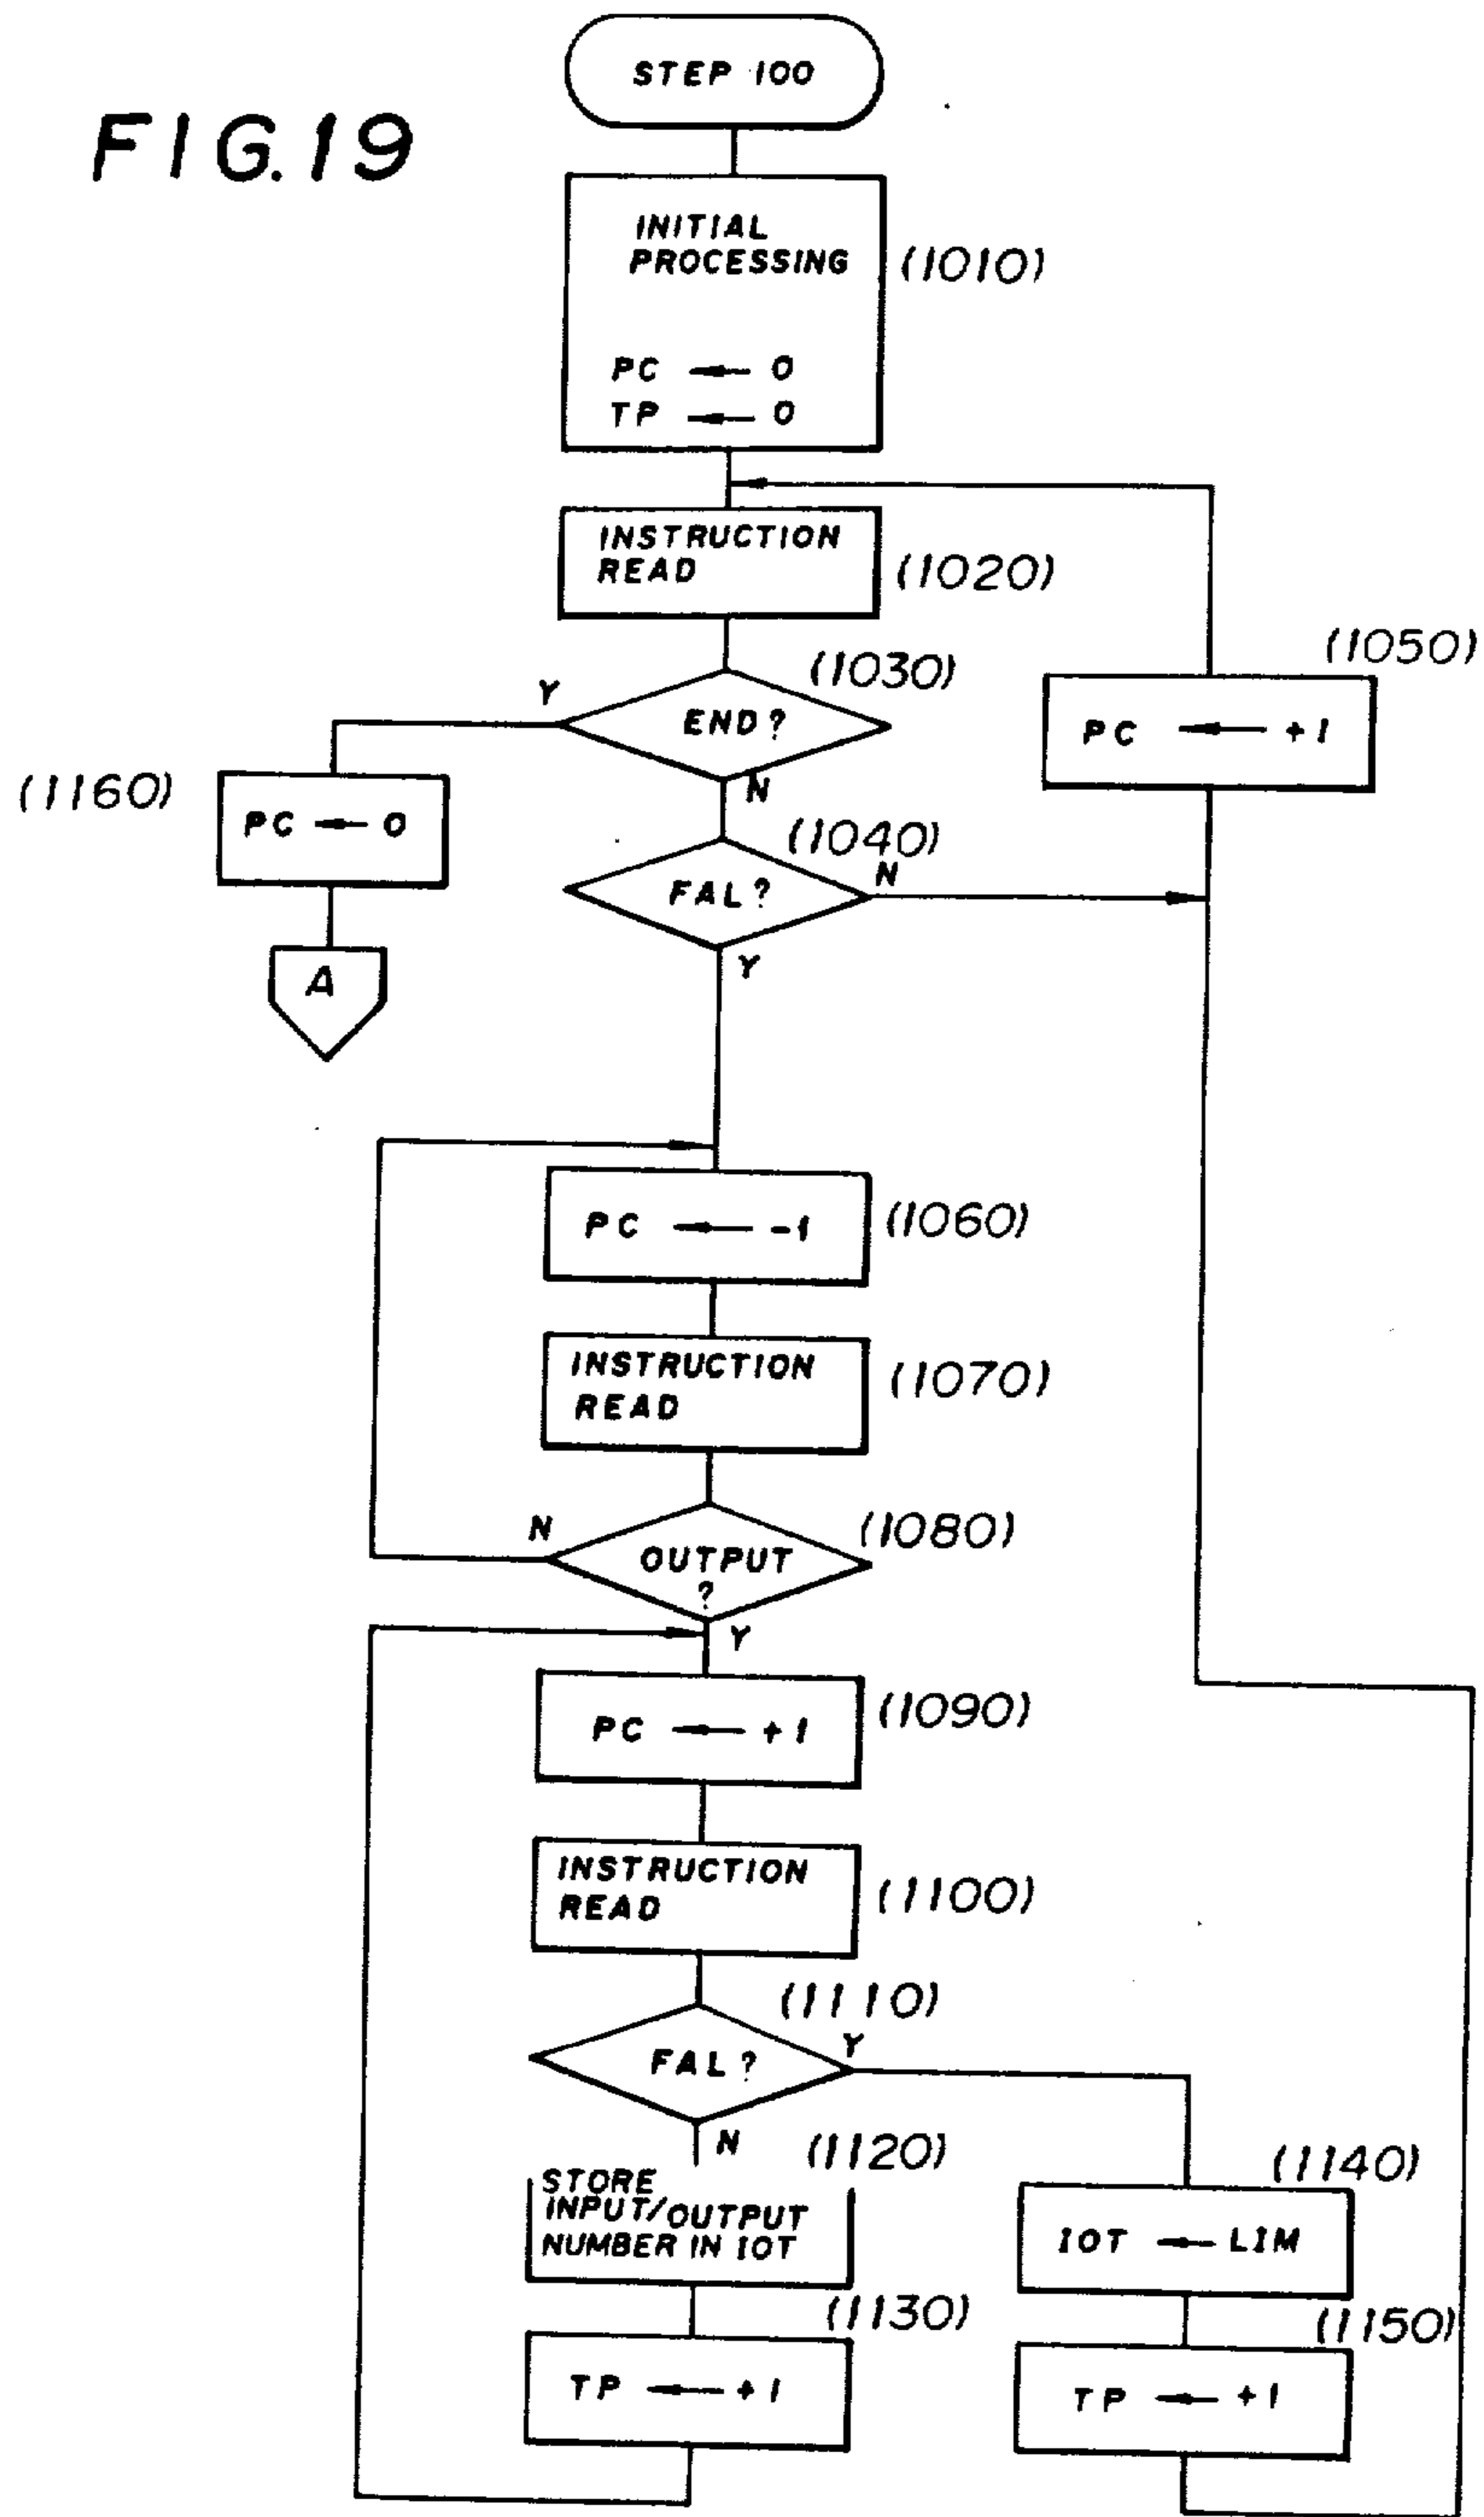 FIG.19
STEP 100
INITIAL
PROCESSING
(1010)
PC ← 0
TP ← 0
INSTRUCTION
READ
(1020)
(1030)
(1050)
Y
END?
PC ← +1
N
(1160)
PC ← 0
(1040)
FAL?
N
Y
A
PC ← -1
(1060)
INSTRUCTION
READ
(1070)
(1080)
N
OUTPUT
?
Y
PC ← +1
(1090)
INSTRUCTION
READ
(1100)
(1110)
FAL?
Y
N
(1120)
STORE
INPUT/OUTPUT
NUMBER IN IOT
(1140)
IOT ← LIM
(1130)
(1150)
TP ← +1
TP ← +1